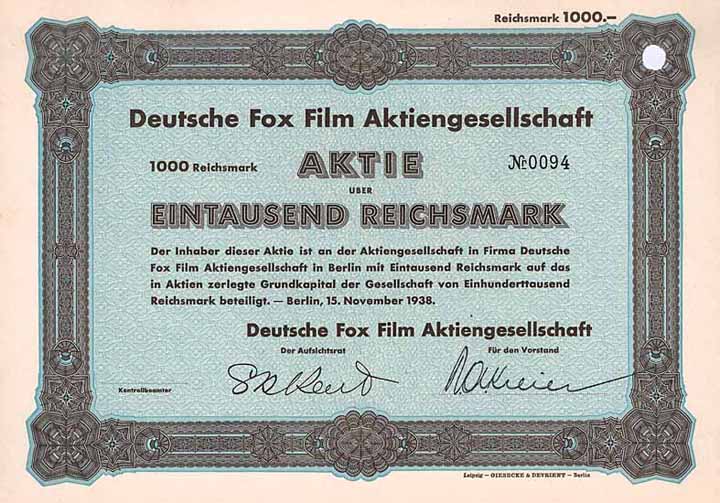 Reichsmark 1000.—
Deutsche Fox Film Aktiengesellschaft
1000 Reichsmark AKTIE №0094
UBER
EINTAUSEND REICHSMARK
Der Inhaber dieser Aktie ist an der Aktiengesellschaft in Firma Deutsche
Fox Film Aktiengesellschaft in Berlin mit Eintausend Reichsmark auf das
in Aktien zerlegte Grundkapital der Gesellschaft von Einhunderttausend
Reichsmark beteiligt. — Berlin, 15. November 1938.
Deutsche Fox Film Aktiengesellschaft
Der Aufsichtsrat Für den Vorstand
Kontrollbeamter
Leipzig — GIESECKE & DEVRIENT — Berlin